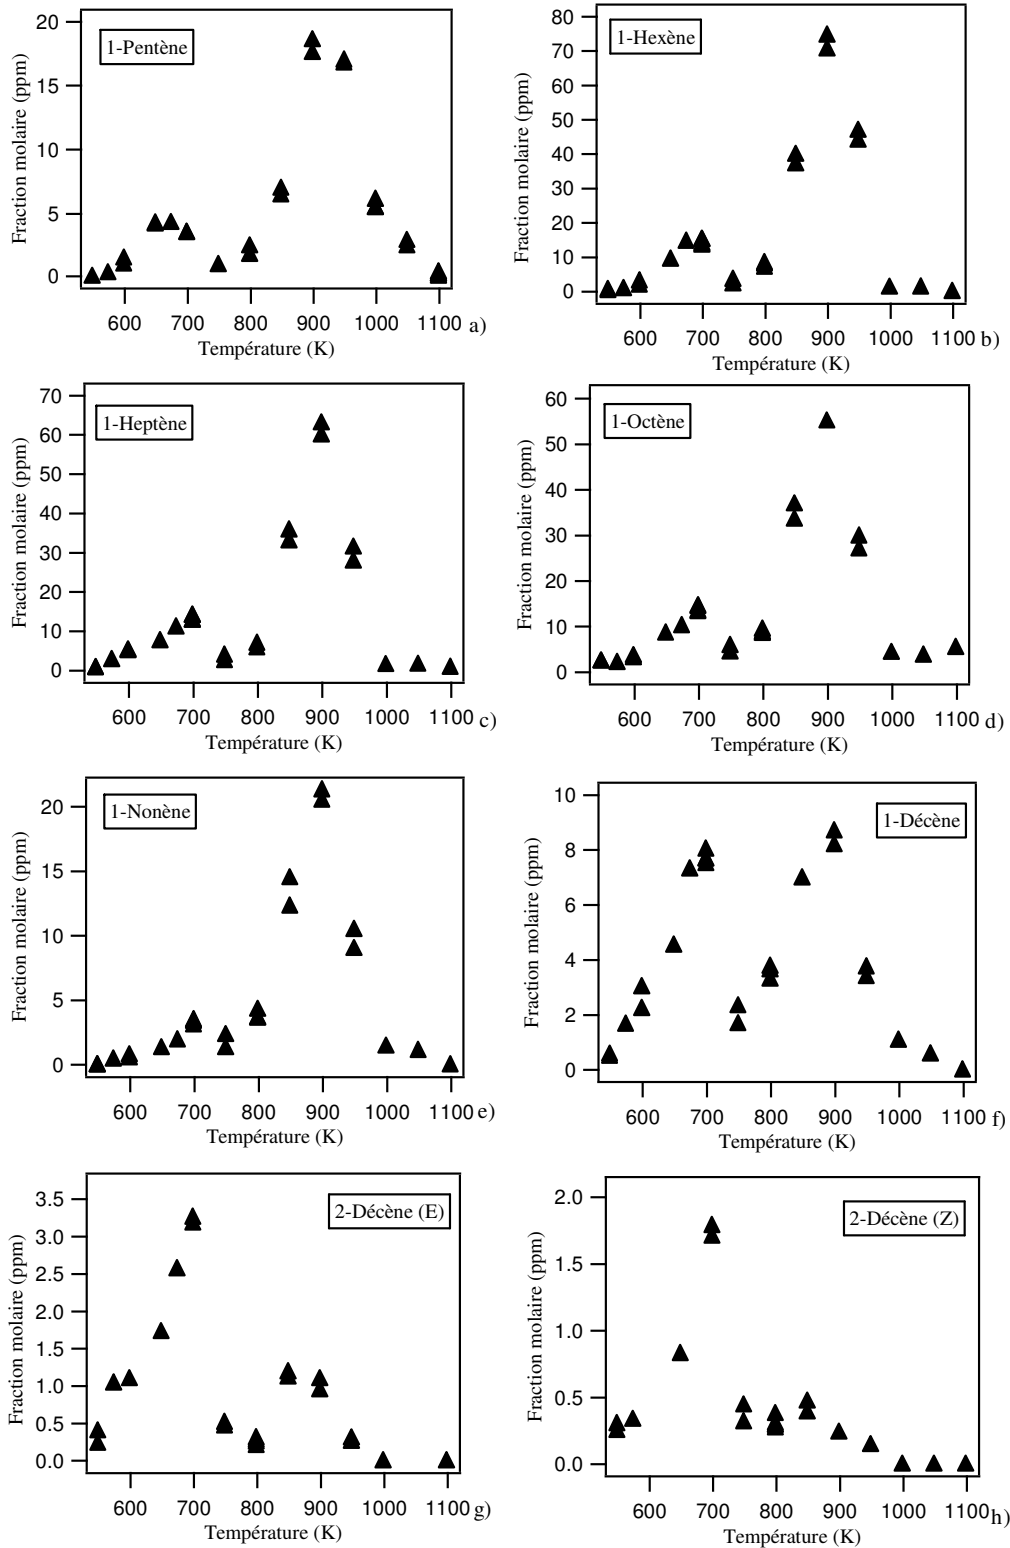 1-Pentène
Fraction molaire (ppm)
20
15
10
5
0
600 700 800 900 1000 1100 a)
Température (K)
1-Hexène
Fraction molaire (ppm)
80
70
60
50
40
30
20
10
0
600 700 800 900 1000 1100 b)
Température (K)
1-Heptène
Fraction molaire (ppm)
70
60
50
40
30
20
10
0
600 700 800 900 1000 1100 c)
Température (K)
1-Octène
Fraction molaire (ppm)
60
50
40
30
20
10
0
600 700 800 900 1000 1100 d)
Température (K)
1-Nonène
Fraction molaire (ppm)
20
15
10
5
0
600 700 800 900 1000 1100 e)
Température (K)
1-Décène
Fraction molaire (ppm)
10
8
6
4
2
0
600 700 800 900 1000 1100 f)
Température (K)
2-Décène (E)
Fraction molaire (ppm)
3.5
3.0
2.5
2.0
1.5
1.0
0.5
0.0
600 700 800 900 1000 1100 g)
Température (K)
2-Décène (Z)
Fraction molaire (ppm)
2.0
1.5
1.0
0.5
0.0
600 700 800 900 1000 1100 h)
Température (K)